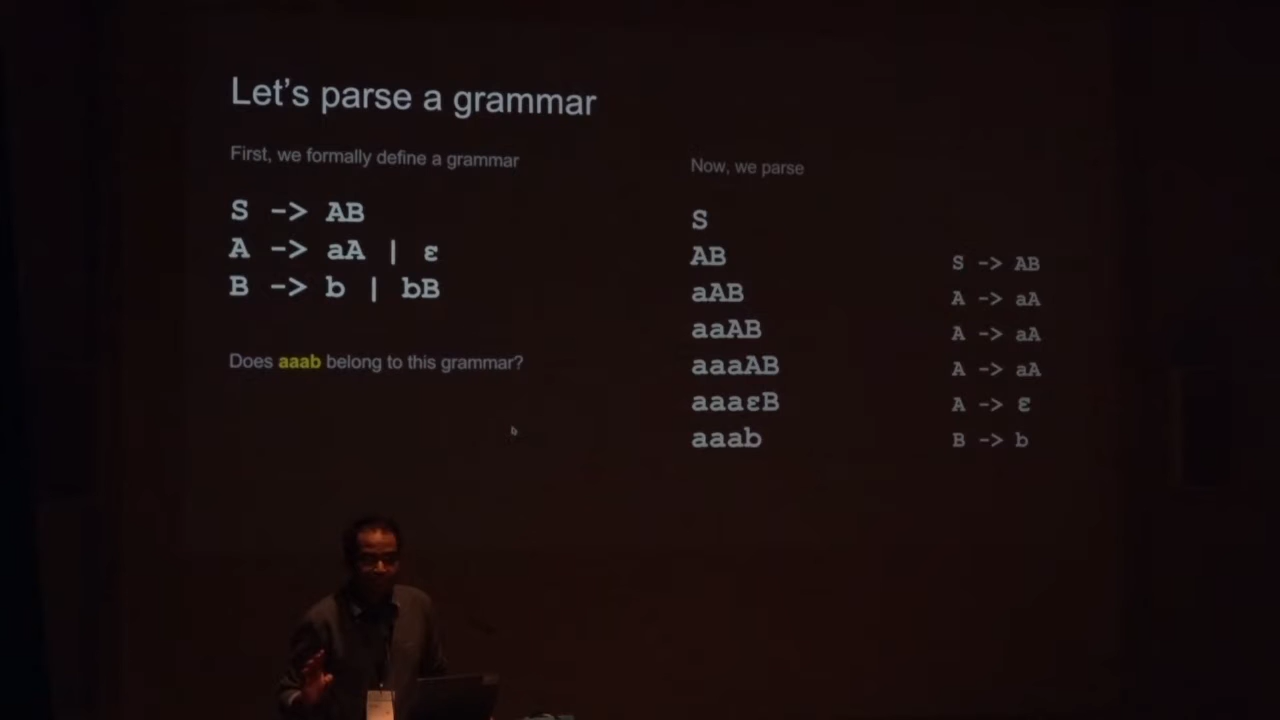 Let's parse a grammar
First, we formally define a grammar
S -> AB
A -> aA | ε
B -> b | bB
Does aaab belong to this grammar?
Now, we parse
S
AB
aAB
aaAB
aaaAB
aaaεB
aaab
S -> AB
A -> aA
A -> aA
A -> aA
A -> ε
B -> b